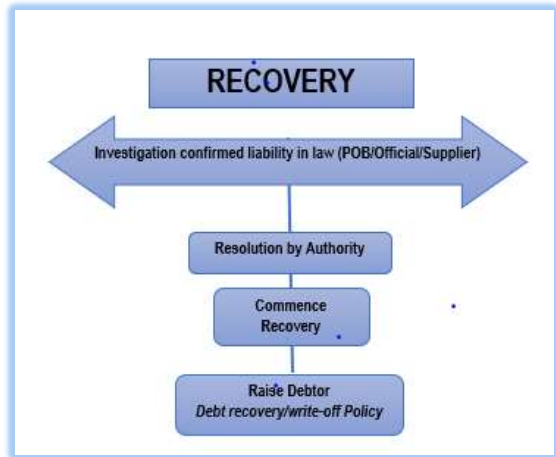 RECOVERY
Investigation confirmed liability in law (POB/Official/Supplier)
Resolution by Authority
Commence
Recovery
Raise Debtor
Debt recovery/write-off Policy